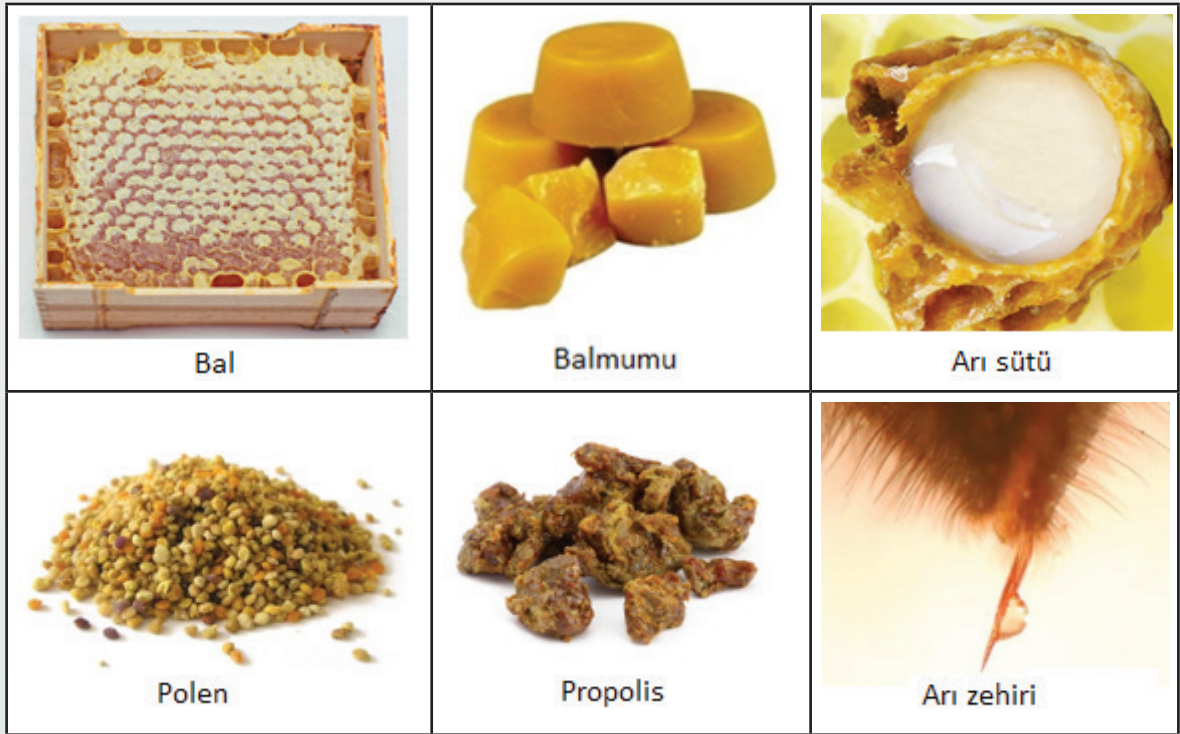 Bal
Balmumu
Arı sütü
Polen
Propolis
Arı zehiri